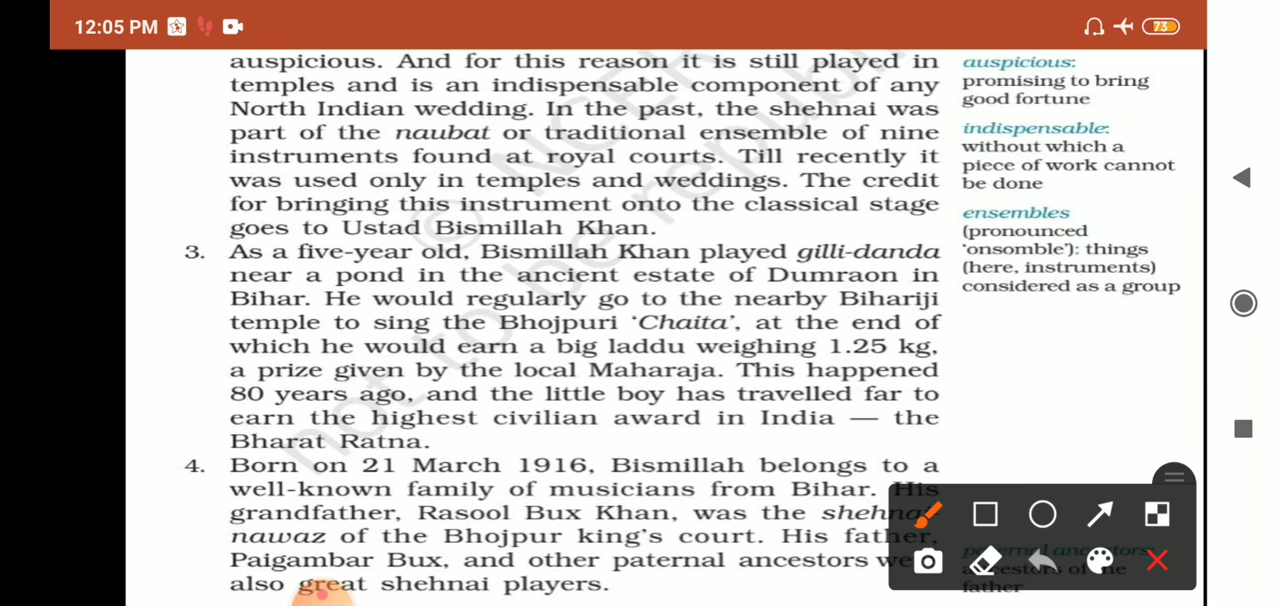 12:05 PM
73
auspicious. And for this reason it is still played in
temples and is an indispensable component of any
North Indian wedding. In the past, the shehnai was
part of the naubat or traditional ensemble of nine
instruments found at royal courts. Till recently it
was used only in temples and weddings. The credit
for bringing this instrument onto the classical stage
goes to Ustad Bismillah Khan.
3. As a five-year old, Bismillah Khan played gilli-danda
near a pond in the ancient estate of Dumraon in
Bihar. He would regularly go to the nearby Bihariji
temple to sing the Bhojpuri ‘Chaita’, at the end of
which he would earn a big laddu weighing 1.25 kg,
a prize given by the local Maharaja. This happened
80 years ago, and the little boy has travelled far to
earn the highest civilian award in India — the
Bharat Ratna.
4. Born on 21 March 1916, Bismillah belongs to a
well-known family of musicians from Bihar. His
grandfather, Rasool Bux Khan, was the shehnai-
nawaz of the Bhojpur king’s court. His father,
Paigambar Bux, and other paternal ancestors
also great shehnai players.
auspicious:
promising to bring
good fortune
indispensable:
without which a
piece of work cannot
be done
ensembles
(pronounced
‘onsomble’): things
(here, instruments)
considered as a group
paternal ancestors:
ancestors of the
father
© NCER
not to be republi